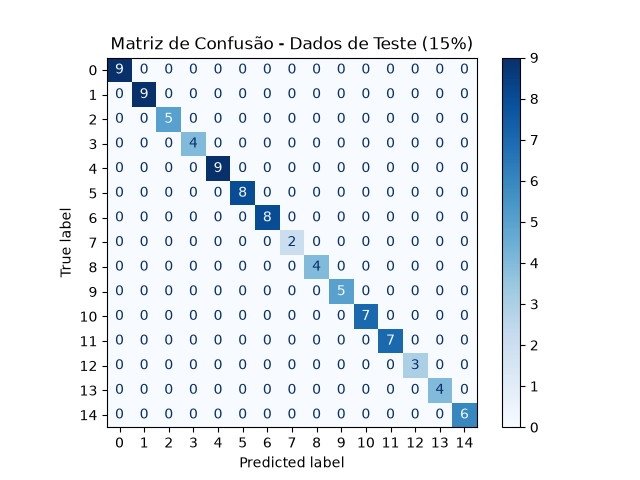 Matriz de Confusão - Dados de Teste (15%)
0 9 0 0 0 0 0 0 0 0 0 0 0 0 0 0
1 0 9 0 0 0 0 0 0 0 0 0 0 0 0 0
2 0 0 5 0 0 0 0 0 0 0 0 0 0 0 0
3 0 0 0 4 0 0 0 0 0 0 0 0 0 0 0
4 0 0 0 0 9 0 0 0 0 0 0 0 0 0 0
5 0 0 0 0 0 8 0 0 0 0 0 0 0 0 0
6 0 0 0 0 0 0 8 0 0 0 0 0 0 0 0
7 0 0 0 0 0 0 0 2 0 0 0 0 0 0 0
8 0 0 0 0 0 0 0 0 4 0 0 0 0 0 0
9 0 0 0 0 0 0 0 0 0 5 0 0 0 0 0
10 0 0 0 0 0 0 0 0 0 0 7 0 0 0 0
11 0 0 0 0 0 0 0 0 0 0 0 7 0 0 0
12 0 0 0 0 0 0 0 0 0 0 0 0 3 0 0
13 0 0 0 0 0 0 0 0 0 0 0 0 0 4 0
14 0 0 0 0 0 0 0 0 0 0 0 0 0 0 6
0 1 2 3 4 5 6 7 8 9 10 11 12 13 14
Predicted label
True label
9
8
7
6
5
4
3
2
1
0